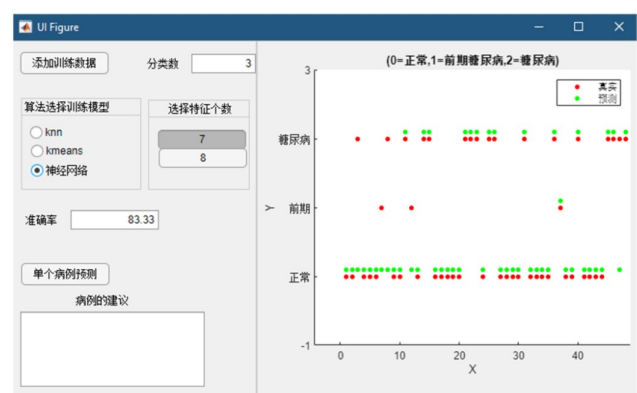 UI Figure
添加训练数据
分类数
3
算法选择训练模型
knn
kmeans
神经网络
选择特征个数
7
8
准确率
83.33
单个病例预测
病例的建议
(0=正常,1=前期糖尿病,2=糖尿病)
真实
预测
3
糖尿病
前期
正常
-1
Y
0 10 20 30 40
X